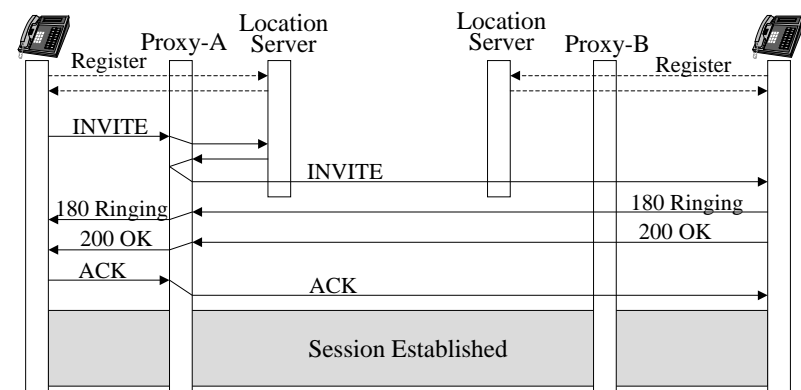 Location
Server
Location
Server
Proxy-A
Proxy-B
Register
Register
INVITE
INVITE
180 Ringing
180 Ringing
200 OK
200 OK
ACK
ACK
Session Established